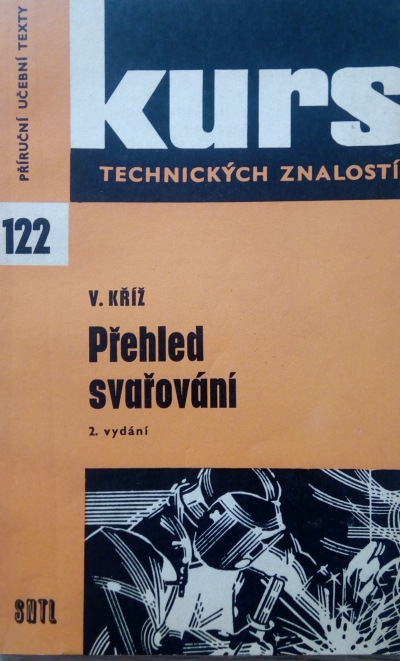 PŘÍRUČNÍ UČEBNÍ TEXTY
kurs
TECHNICKÝCH ZNALOSTÍ
122
V. KŘÍŽ
Přehled
svařování
2. vydání
SNTL